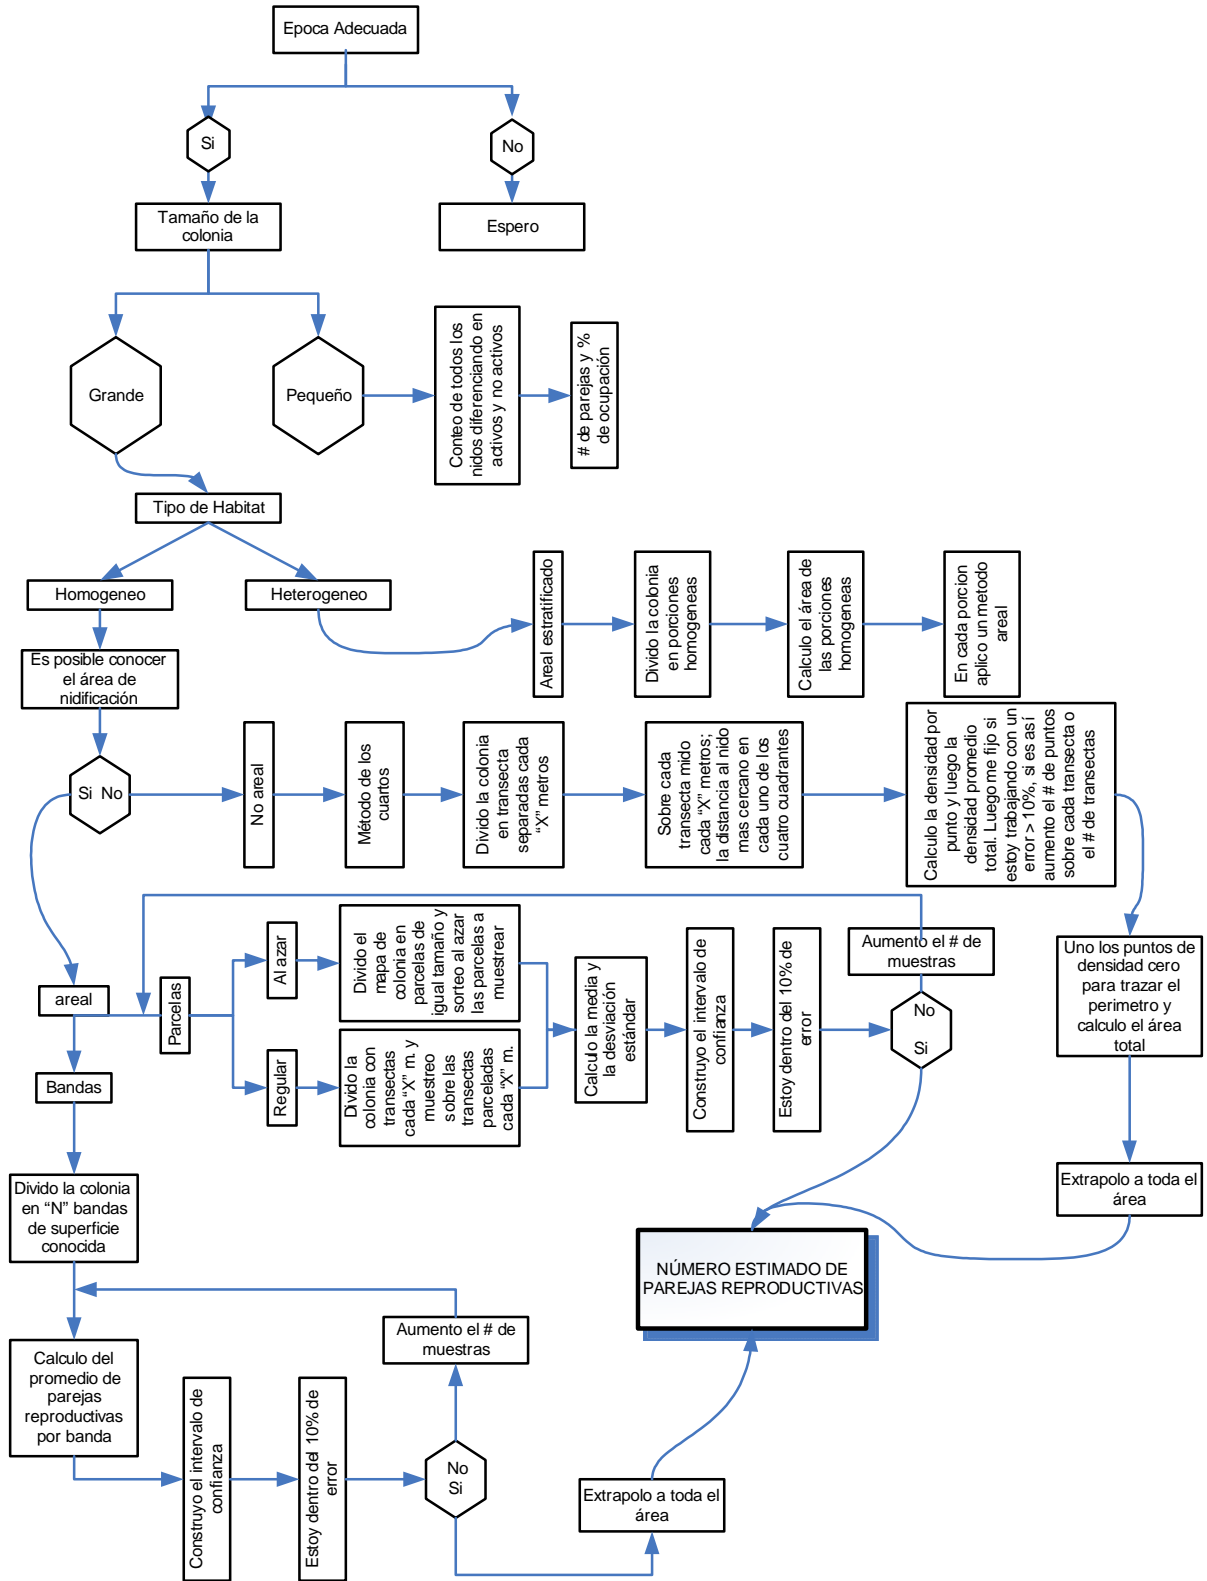 Epoca Adecuada
Si
No
Tamaño de la
colonia
Espero
Grande
Pequeño
Conteo de todos los
nidos diferenciando en
activos y no activos
# de parejas y %
de ocupación
Tipo de Habitat
Homogeneo
Heterogeneo
Areal estratificado
Divido la colonia
en porciones
homogeneas
Calculo el área de
las porciones
homogeneas
En cada porcion
aplico un metodo
areal
Es posible conocer
el área de
nidificación
Si No
No areal
Método de los
cuartos
Divido la colonia
en transecta
separadas cada
“X” metros
Sobre cada
transecta mido
cada “X” metros;
la distancia al nido
mas cercano en
cada uno de los
cuatro cuadrantes
Calculo la densidad por
punto y luego la
densidad promedio
total. Luego me fijo si
estoy trabajando con un
error > 10%, si es así
aumento el # de puntos
sobre cada transecta o
el # de transectas
areal
Parcelas
Al azar
Divido el
mapa de
colonia en
parcelas de
igual tamaño y
sorteo al azar
las parcelas a
muestrear
Regular
Divido la
colonia con
transectas
cada “X” m. y
muestreo
sobre las
transectas
parceladas
cada “X” m.
Calculo la media y
la desviación
estándar
Construyo el intervalo de
confianza
Estoy dentro del 10% de
error
Aumento el # de
muestras
No
Si
Uno los puntos de
densidad cero
para trazar el
perimetro y
calculo el área
total
Bandas
Divido la colonia
en “N” bandas
de superficie
conocida
Extrapolo a toda el
área
NÚMERO ESTIMADO DE
PAREJAS REPRODUCTIVAS
Calculo del
promedio de
parejas
reproductivas
por banda
Construyo el intervalo de
confianza
Estoy dentro del 10% de
error
Aumento el # de
muestras
No
Si
Extrapolo a toda el
área